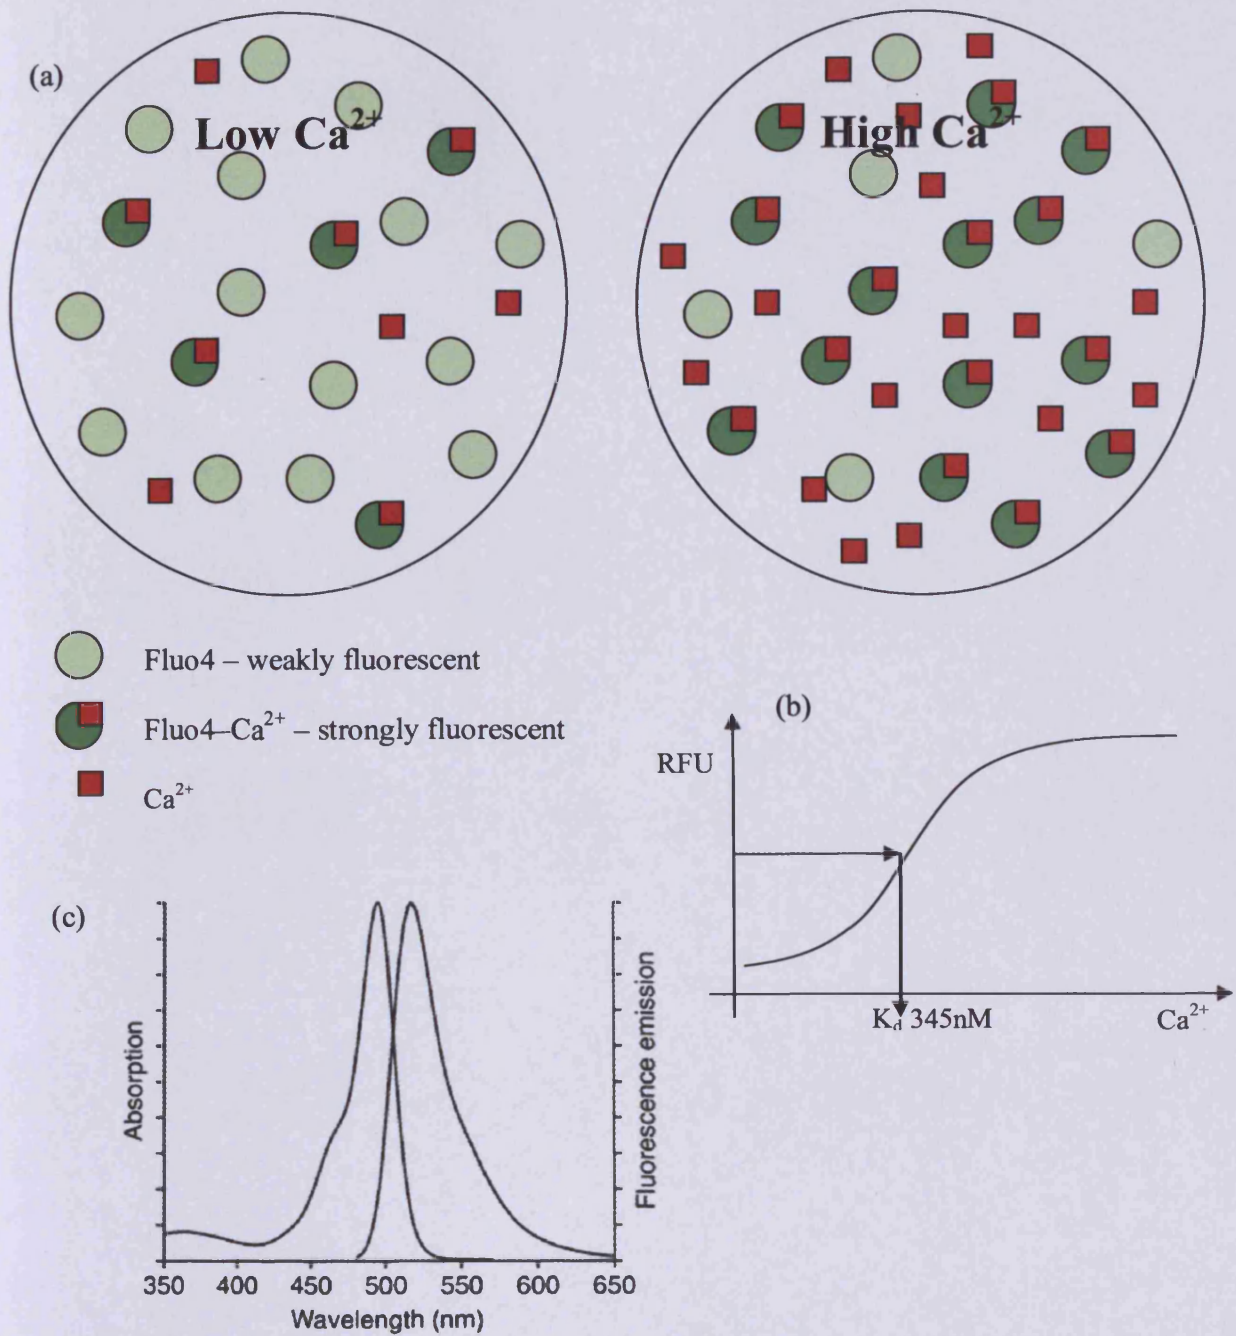 (a)
Low Ca²⁺
High Ca²⁺
Fluo4 – weakly fluorescent
Fluo4–Ca²⁺ – strongly fluorescent
Ca²⁺
(b)
RFU
K_d 345nM
Ca²⁺
(c)
Absorption
Fluorescence emission
350 400 450 500 550 600 650
Wavelength (nm)